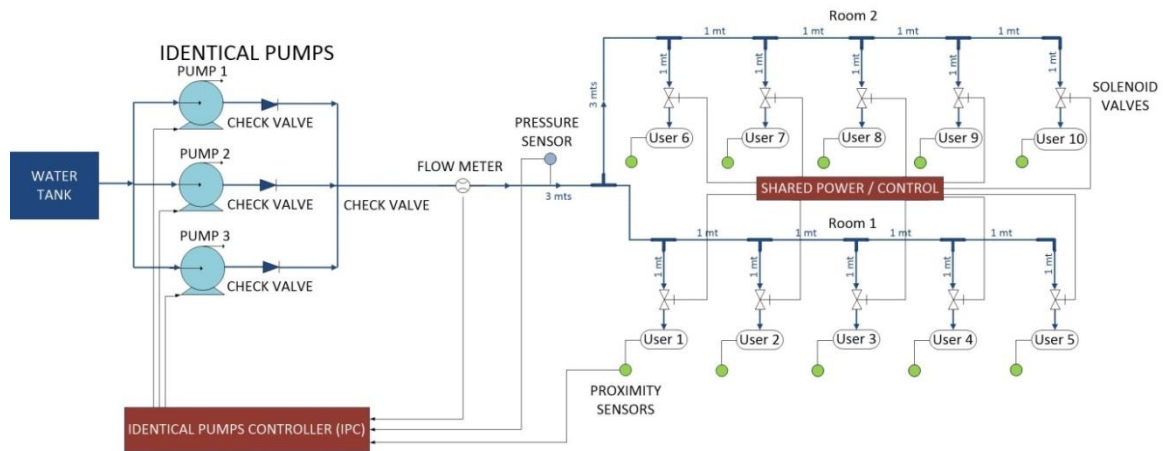 IDENTICAL PUMPS
PUMP 1
CHECK VALVE
PUMP 2
CHECK VALVE
PUMP 3
CHECK VALVE
WATER
TANK
CHECK VALVE
FLOW METER
PRESSURE
SENSOR
3 mts
3 mts
Room 2
1 mt
1 mt
1 mt
1 mt
1 mt
1 mt
1 mt
1 mt
1 mt
SOLENOID
VALVES
User 6
User 7
User 8
User 9
User 10
SHARED POWER / CONTROL
Room 1
1 mt
1 mt
1 mt
1 mt
1 mt
1 mt
1 mt
1 mt
1 mt
User 1
User 2
User 3
User 4
User 5
PROXIMITY
SENSORS
IDENTICAL PUMPS CONTROLLER (IPC)